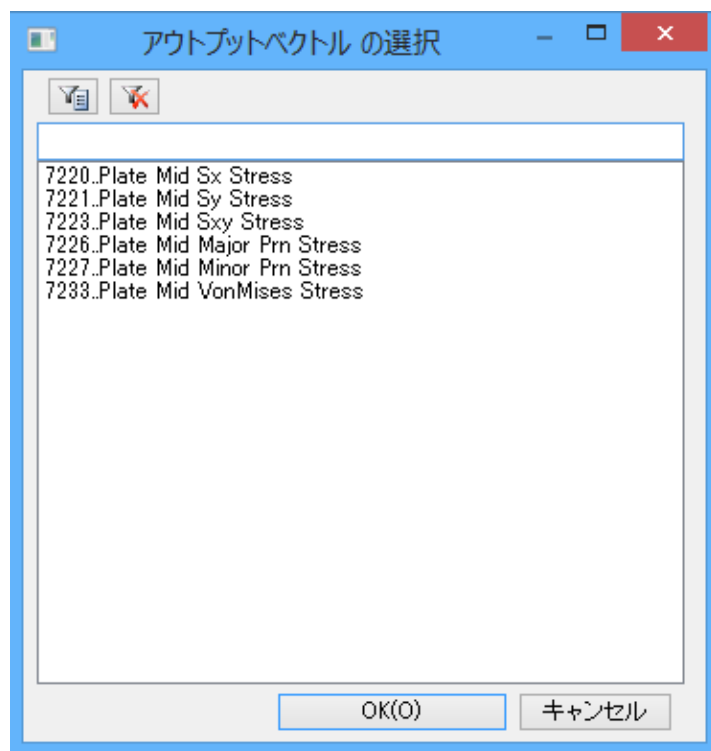 アウトプットベクトル の選択
7220..Plate Mid Sx Stress
7221..Plate Mid Sy Stress
7223..Plate Mid Sxy Stress
7226..Plate Mid Major Prn Stress
7227..Plate Mid Minor Prn Stress
7233..Plate Mid VonMises Stress
OK(O)
キャンセル